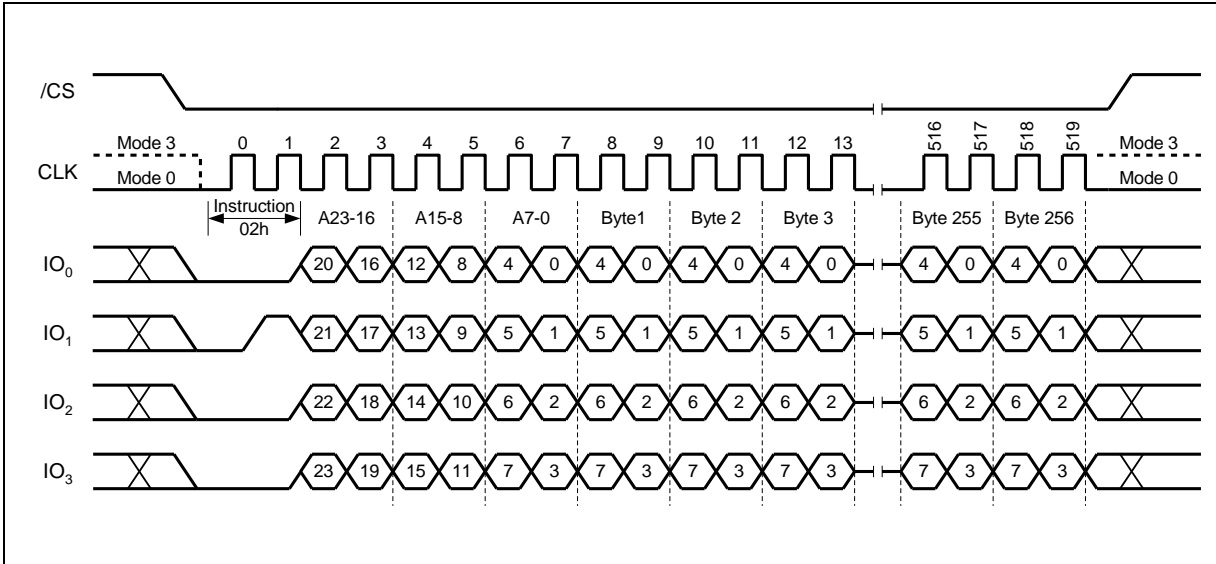 /CS
Mode 3 0 1 2 3 4 5 6 7 8 9 10 11 12 13 516 517 518 519 Mode 3
CLK
Mode 0 Mode 0
Instruction
02h
A23-16 A15-8 A7-0 Byte1 Byte 2 Byte 3 Byte 255 Byte 256
IO0 20 16 12 8 4 0 4 0 4 0 4 0 4 0 4 0
IO1 21 17 13 9 5 1 5 1 5 1 5 1 5 1 5 1
IO2 22 18 14 10 6 2 6 2 6 2 6 2 6 2 6 2
IO3 23 19 15 11 7 3 7 3 7 3 7 3 7 3 7 3